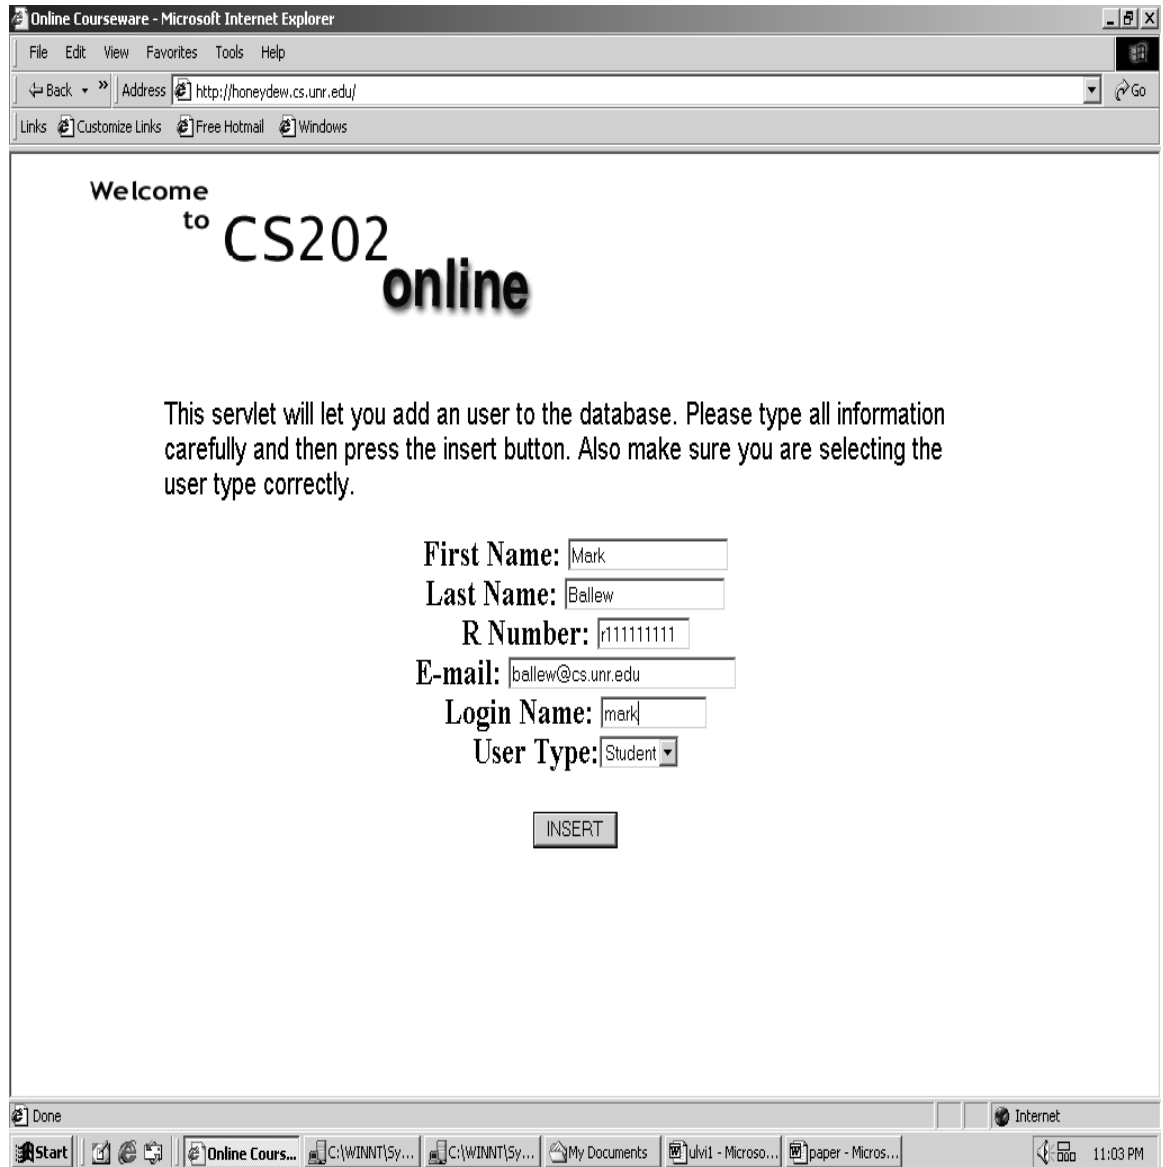 Online Courseware - Microsoft Internet Explorer
File Edit View Favorites Tools Help
Back » Address http://honeydew.cs.unr.edu/ Go
Links Customize Links Free Hotmail Windows
Welcome
to CS202
online
This servlet will let you add an user to the database. Please type all information
carefully and then press the insert button. Also make sure you are selecting the
user type correctly.
First Name: Mark
Last Name: Ballew
R Number: r111111111
E-mail: ballew@cs.unr.edu
Login Name: mark
User Type: Student
INSERT
Done Internet
Start Online Cours... C:\WINNT\Sy... C:\WINNT\Sy... My Documents ulvi1 - Microso... paper - Micros... 11:03 PM